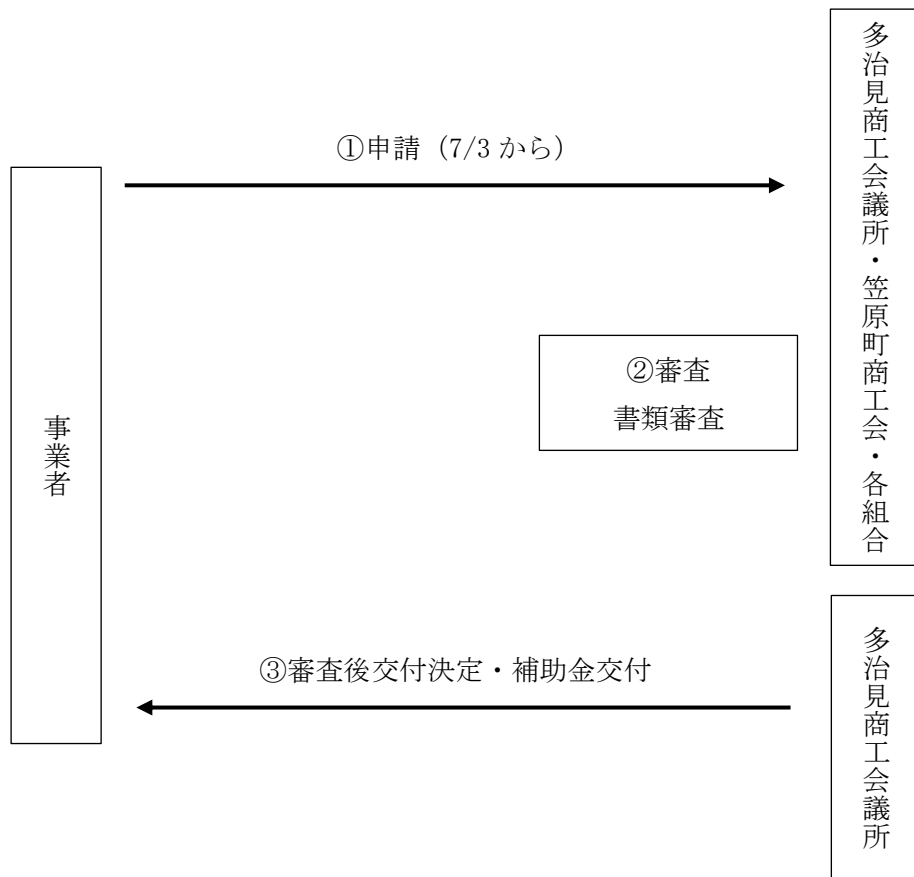 多治見商工会議所・笠原町商工会・各組合
①申請（7/3から）
事業者
②審査
書類審査
③審査後交付決定・補助金交付
多治見商工会議所